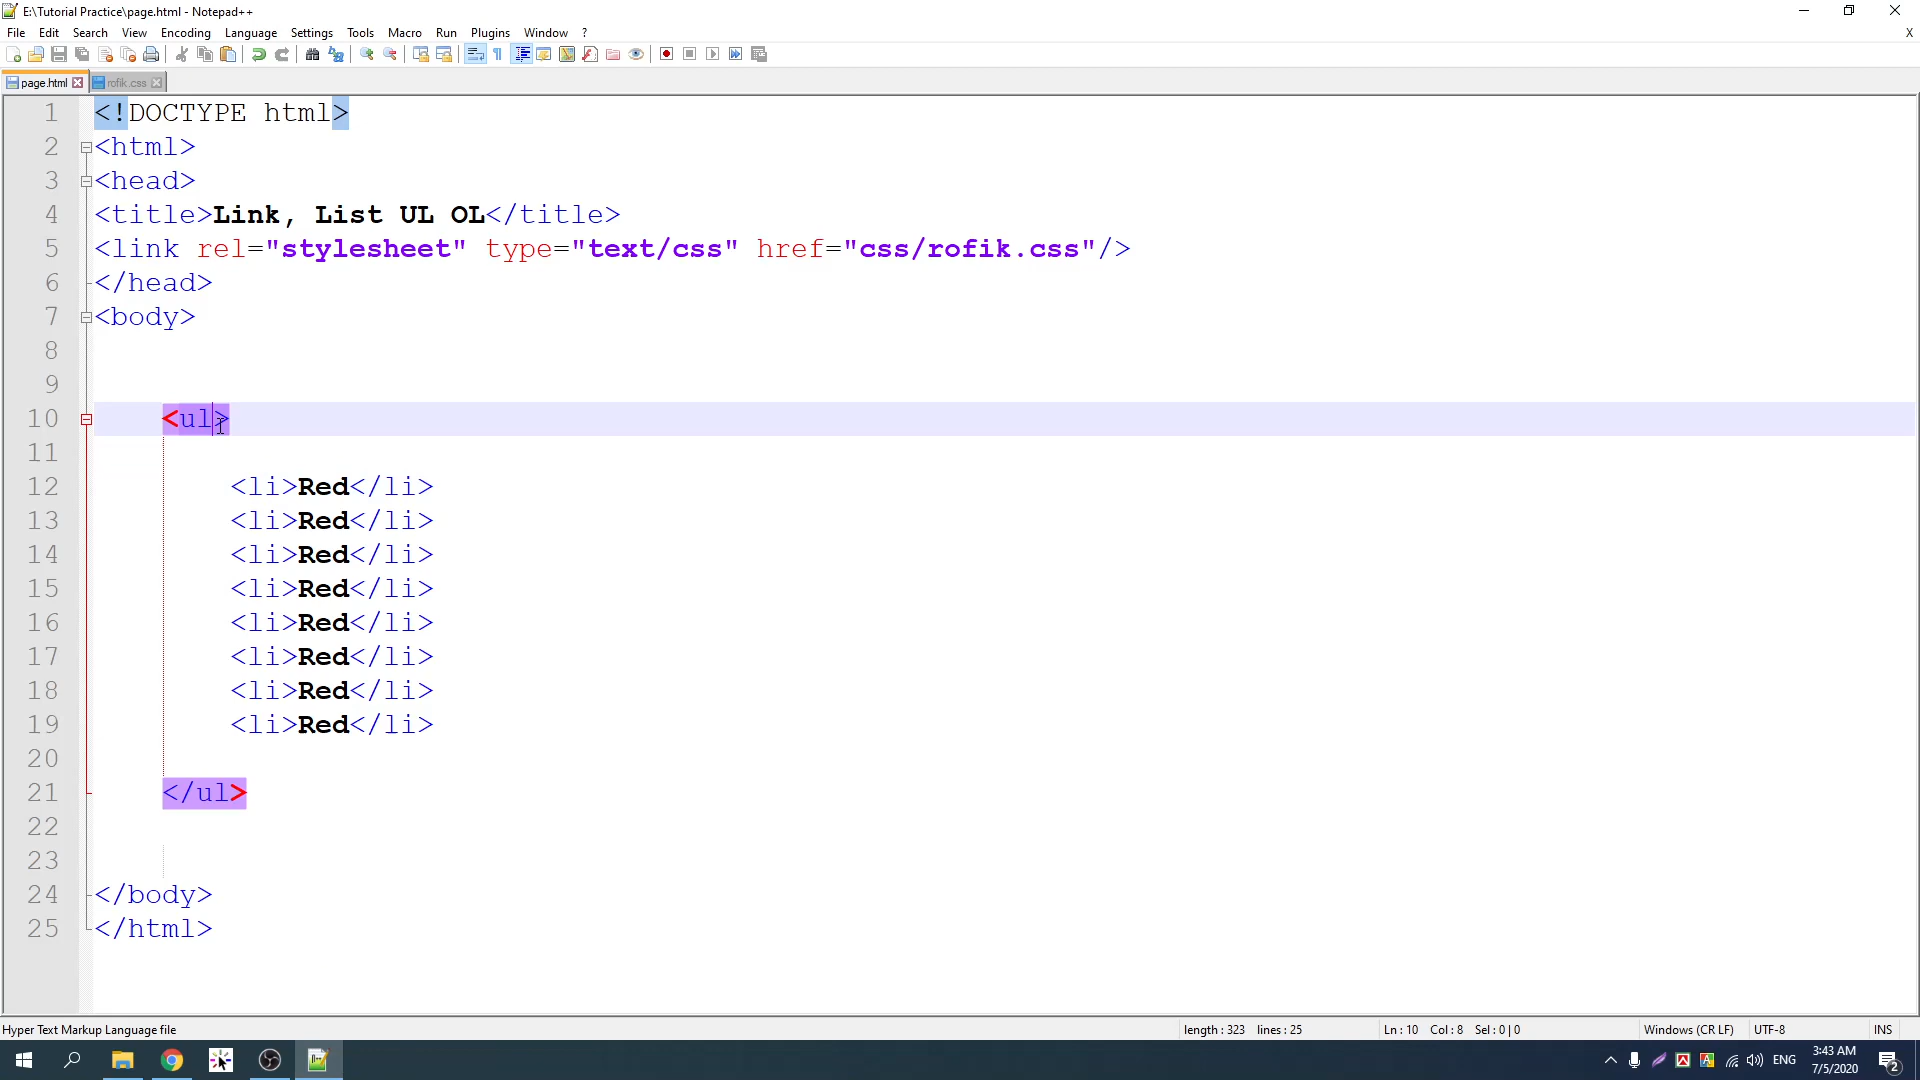 E:\Tutorial Practice\page.html - Notepad++
File Edit Search View Encoding Language Settings Tools Macro Run Plugins Window ? X
page.html rofik.css
1 <!DOCTYPE html>
2 <html>
3 <head>
4 <title>Link, List UL OL</title>
5 <link rel="stylesheet" type="text/css" href="css/rofik.css"/>
6 </head>
7 <body>
8
9
10 <ul>
11
12 <li>Red</li>
13 <li>Red</li>
14 <li>Red</li>
15 <li>Red</li>
16 <li>Red</li>
17 <li>Red</li>
18 <li>Red</li>
19 <li>Red</li>
20
21 </ul>
22
23
24 </body>
25 </html>
Hyper Text Markup Language file length : 323 lines : 25 Ln : 10 Col : 8 Sel : 0 | 0 Windows (CR LF) UTF-8 INS
ENG 3:43 AM
7/5/2020 2